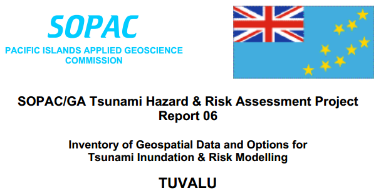 SOPAC
PACIFIC ISLANDS APPLIED GEOSCIENCE
COMMISSION
SOPAC/GA Tsunami Hazard & Risk Assessment Project
Report 06
Inventory of Geospatial Data and Options for
Tsunami Inundation & Risk Modelling
TUVALU